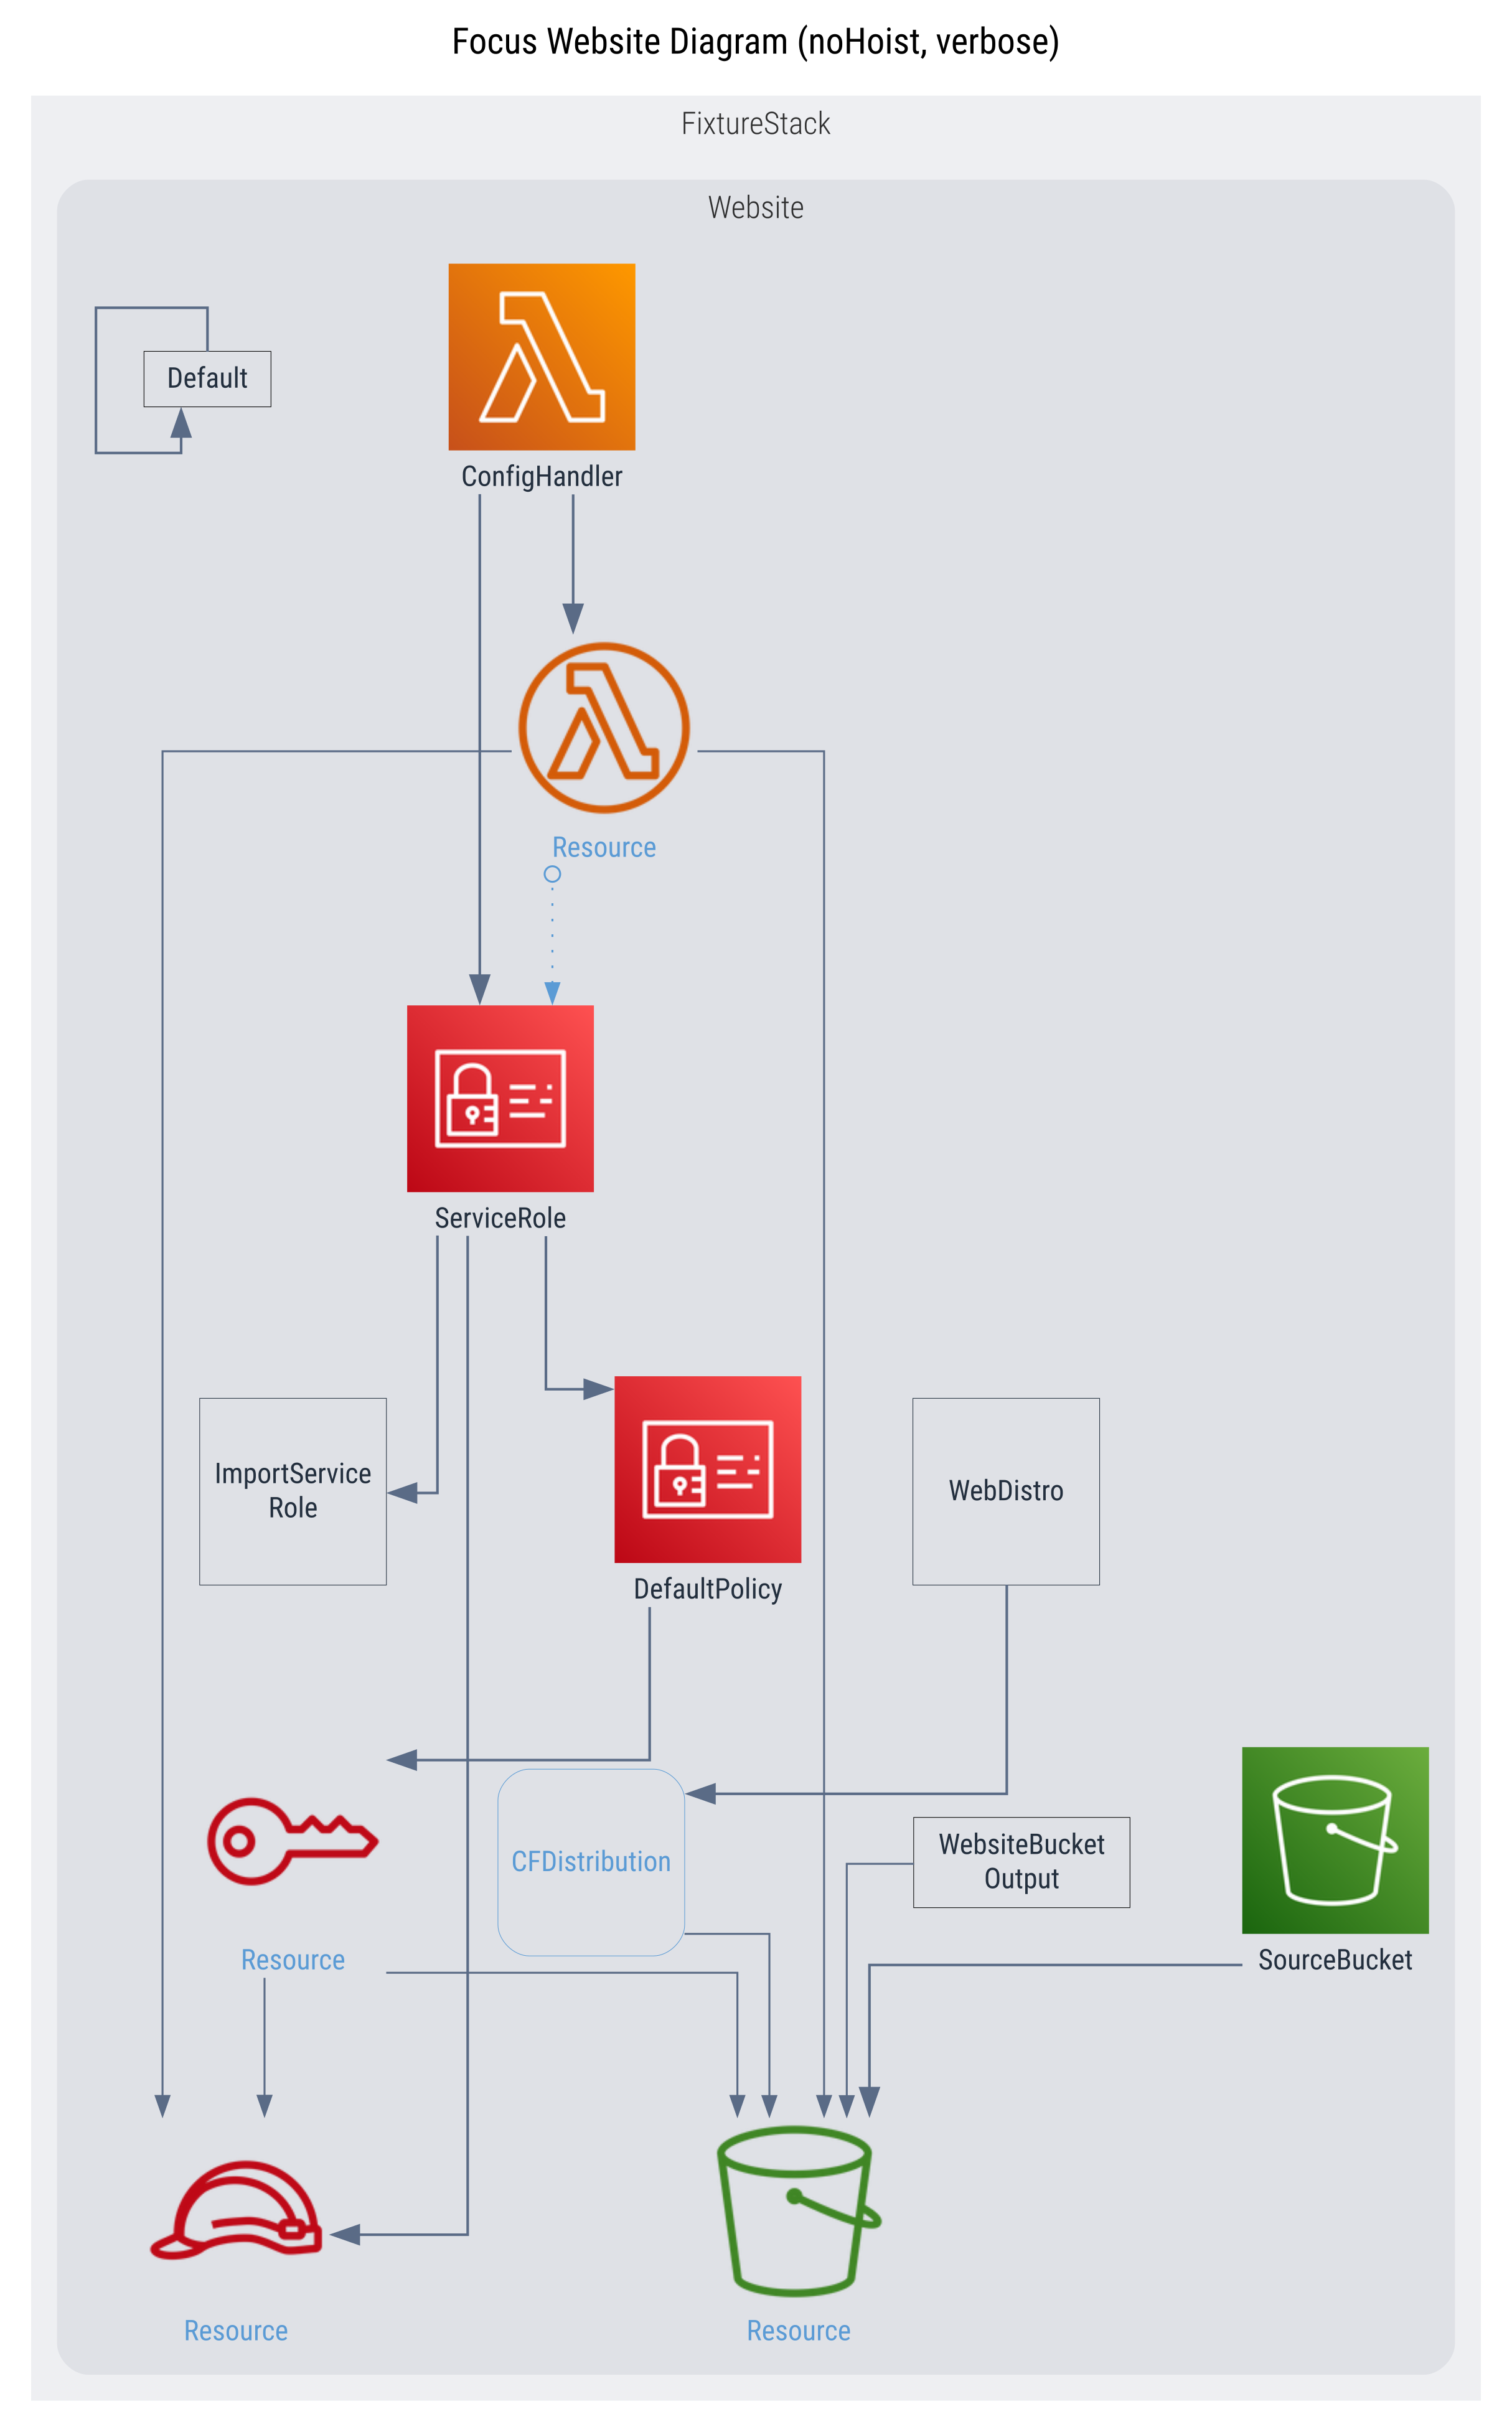 Focus Website Diagram (noHoist, verbose)
FixtureStack
Website
Default
ConfigHandler
Resource
ServiceRole
ImportService
Role
DefaultPolicy
WebDistro
CFDistribution
WebsiteBucket
Output
Resource
SourceBucket
Resource
Resource